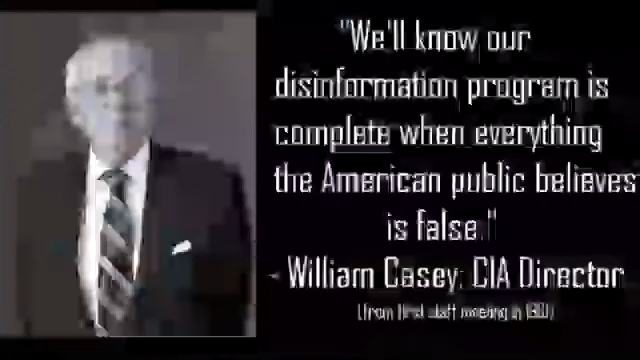 "We'll know our
disinformation program is
complete when everything
the American public believes
is false."
- William Casey, CIA Director
(from first staff meeting in 1981)